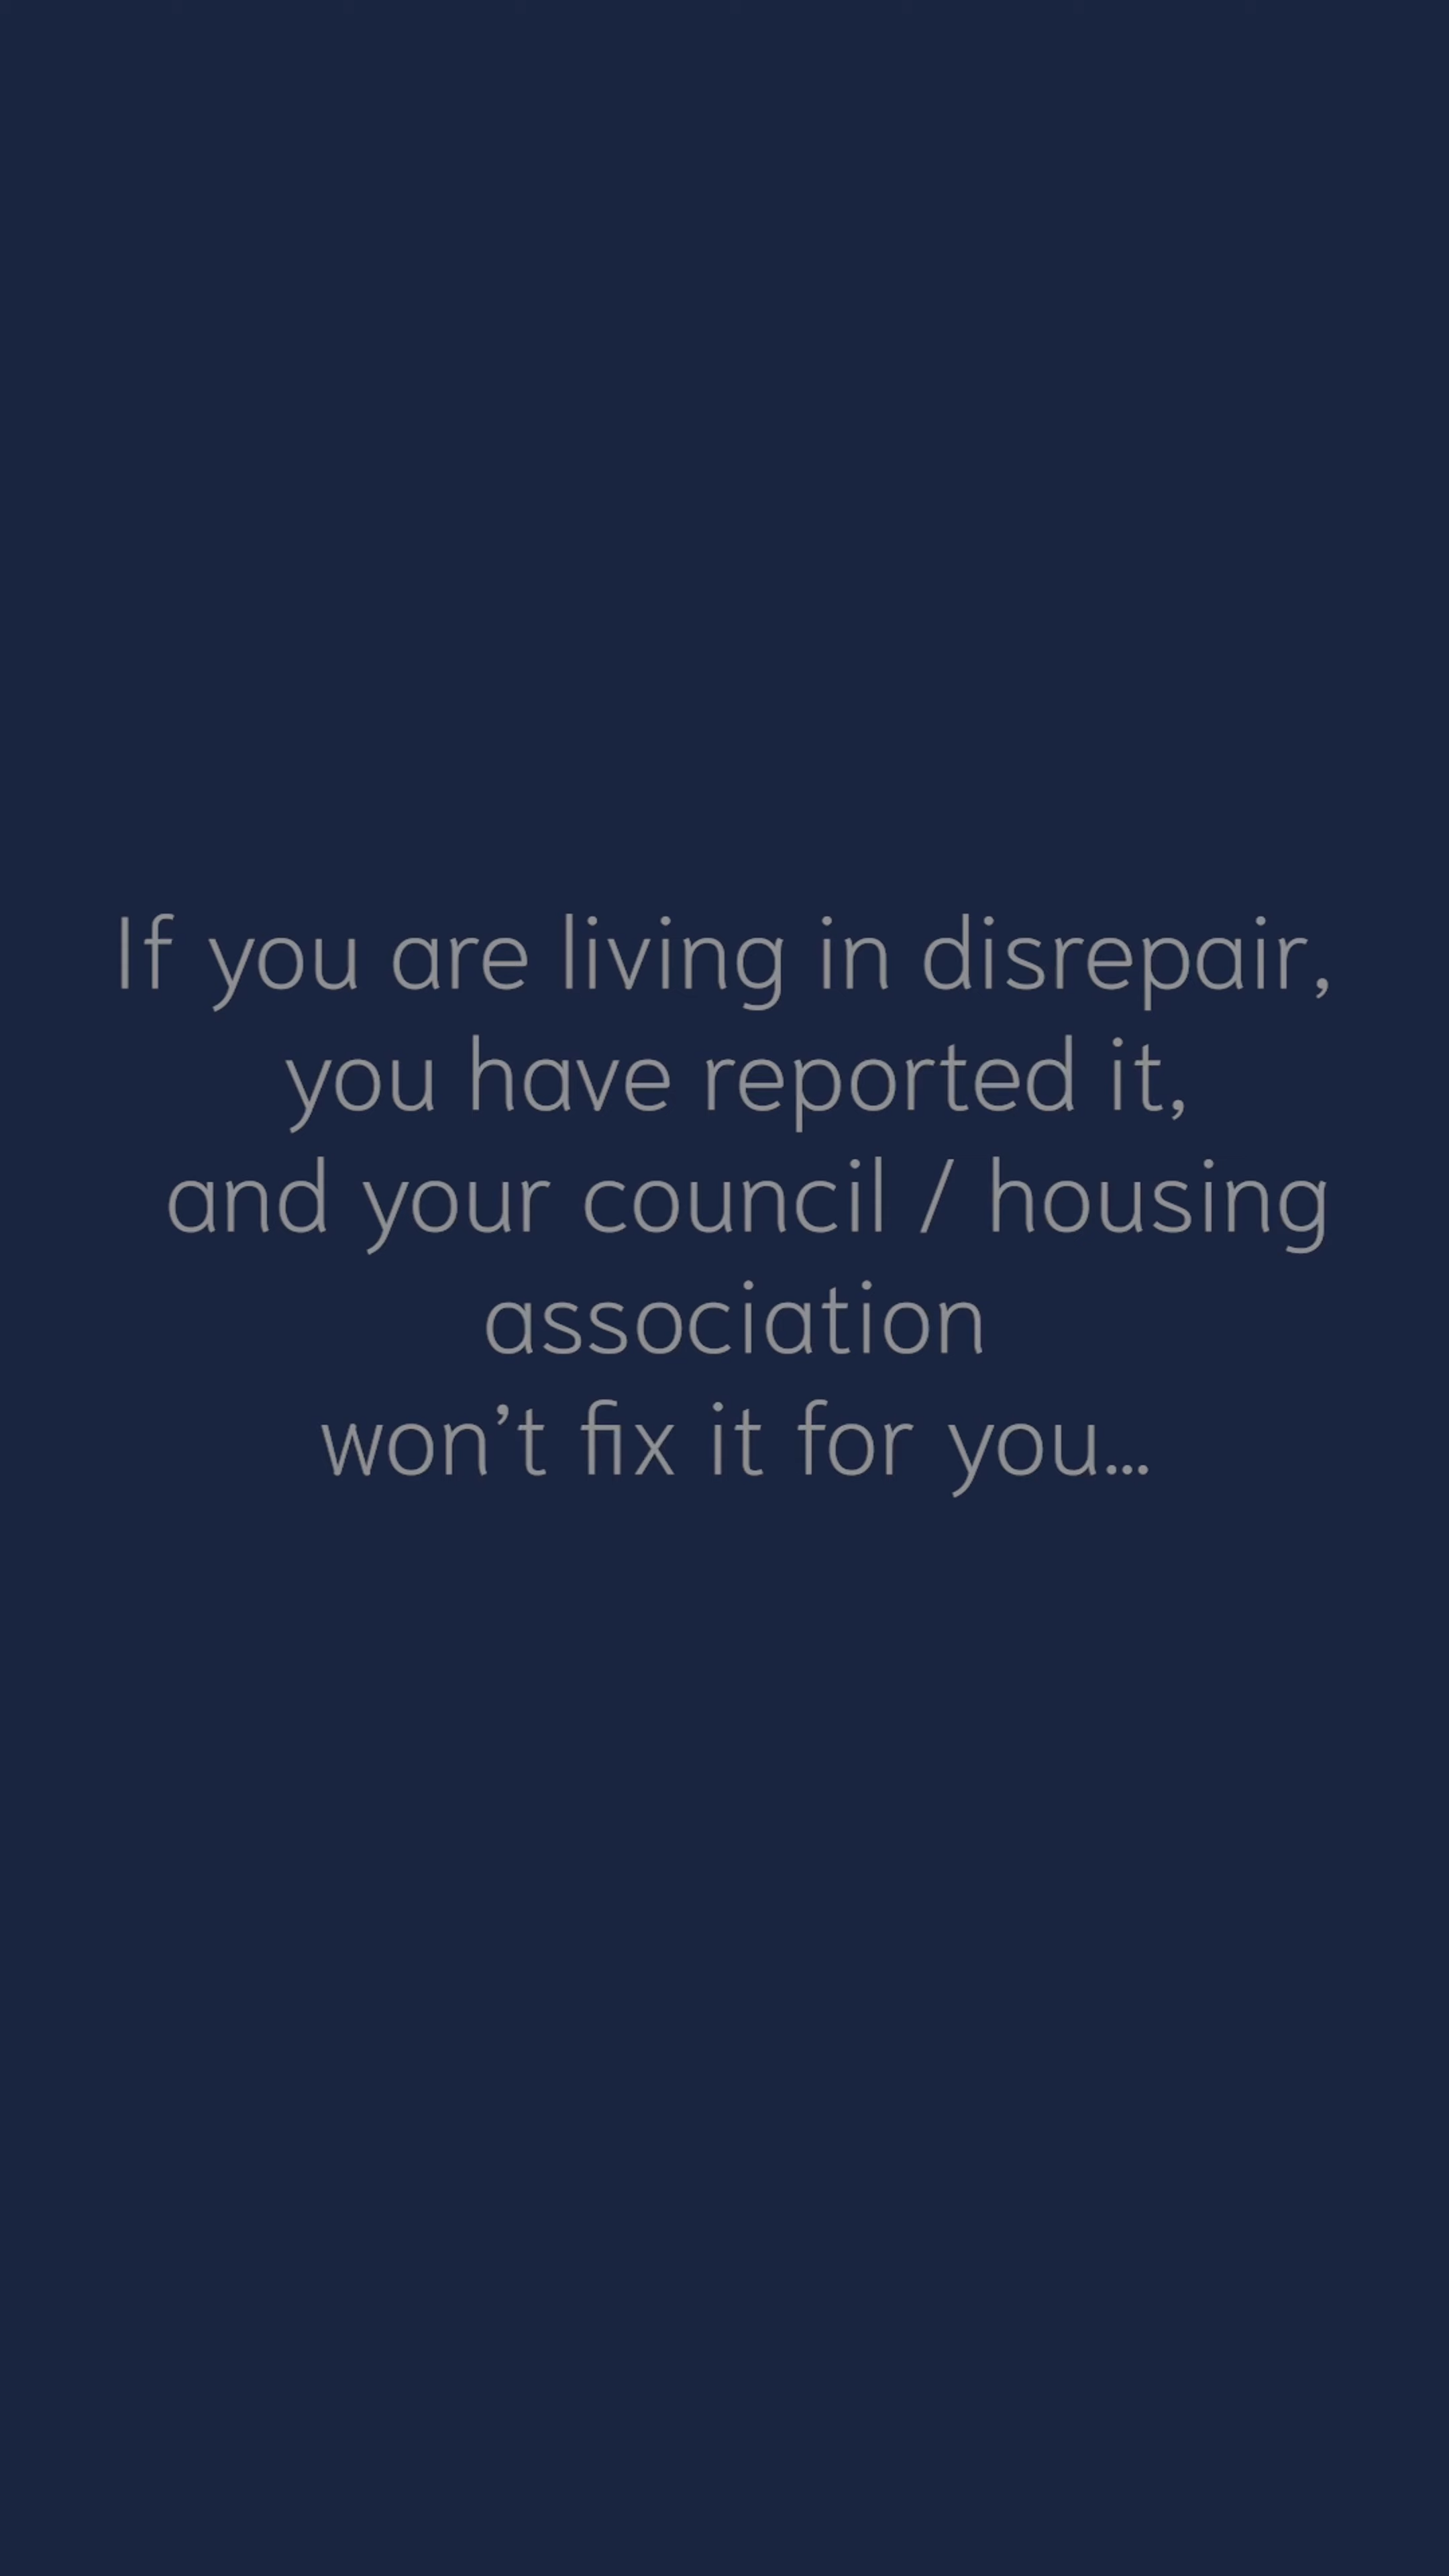 If you are living in disrepair,
you have reported it,
and your council / housing
association
won’t fix it for you...